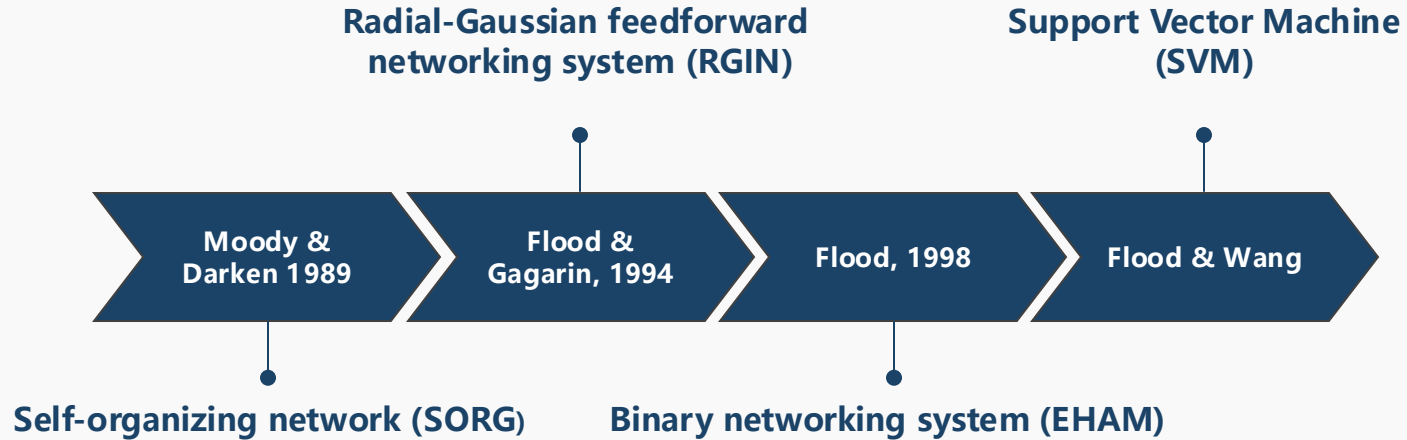 Radial-Gaussian feedforward
networking system (RGIN)
Support Vector Machine
(SVM)
Moody &
Darken 1989
Flood &
Gagarin, 1994
Flood, 1998
Flood & Wang
Self-organizing network (SORG)
Binary networking system (EHAM)